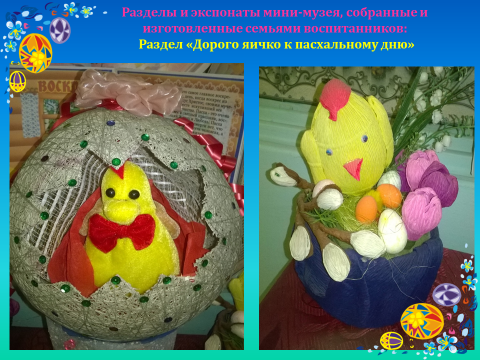 Разделы и экспонаты мини-музея, собранные и
изготовленные семьями воспитанников:
Раздел «Дорого яичко к пасхальному дню»